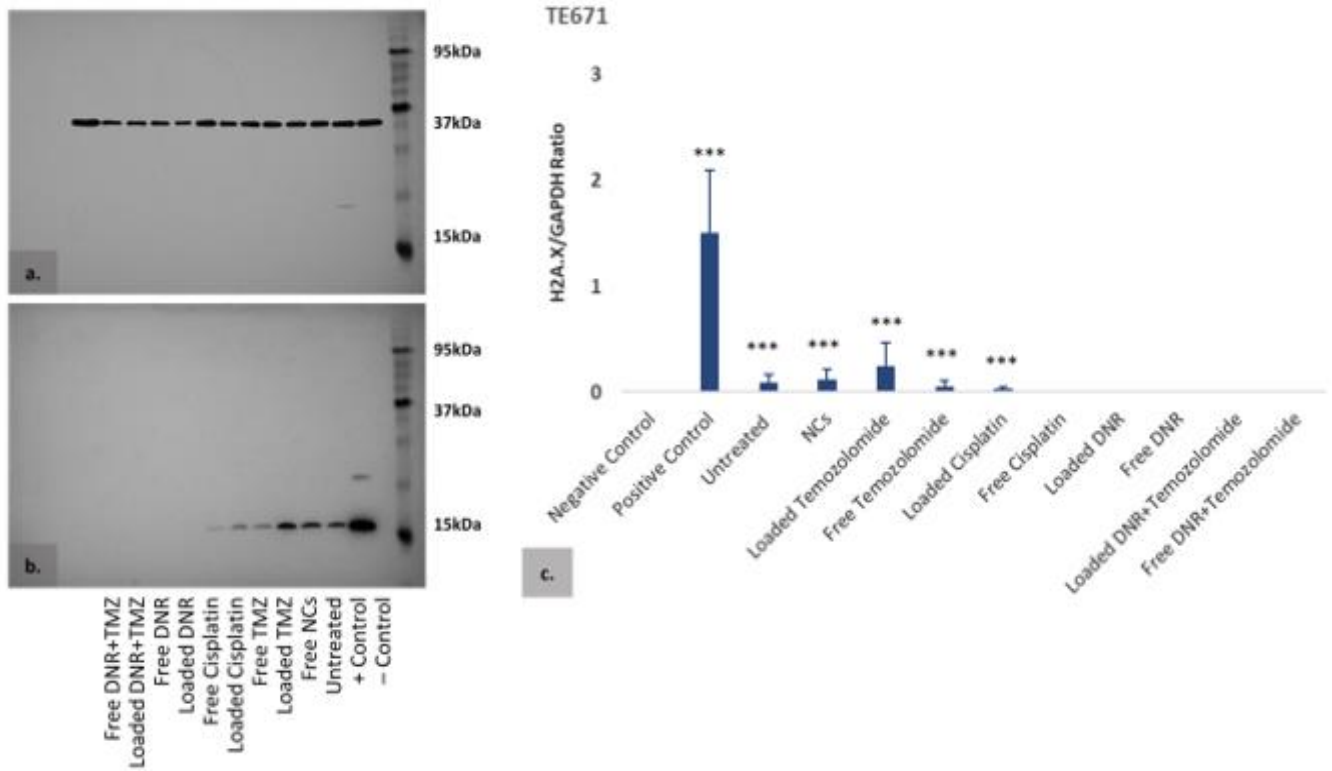 95kDa
37kDa
15kDa
a.
95kDa
37kDa
15kDa
b.
Free DNR+TMZ
Loaded DNR+TMZ
Free DNR
Loaded DNR
Free Cisplatin
Loaded Cisplatin
Free TMZ
Loaded TMZ
Free NCs
Untreated
+ Control
– Control
TE671
H2A.X/GAPDH Ratio
3
2
1
0
***
***
***
***
***
***
Negative Control
Positive Control
Untreated
NCs
Loaded Temozolomide
Free Temozolomide
Loaded Cisplatin
Free Cisplatin
Loaded DNR
Free DNR
Loaded DNR+Temozolomide
Free DNR+Temozolomide
c.